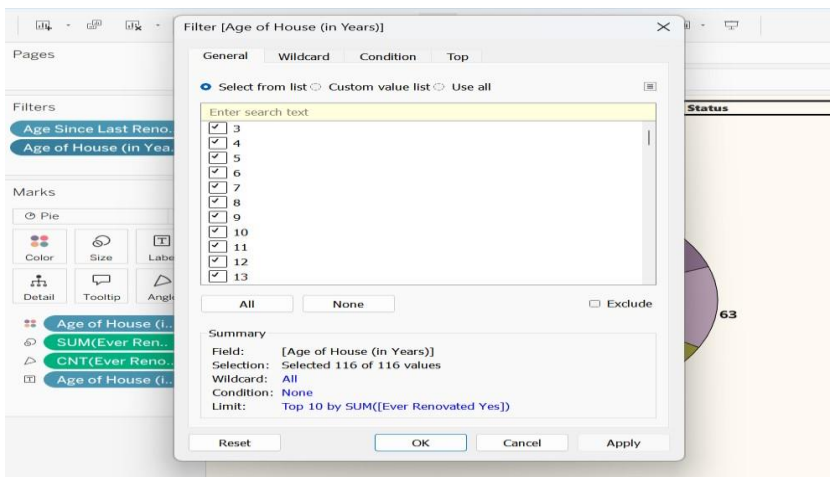 Filter [Age of House (in Years)]
Pages
General Wildcard Condition Top
Select from list Custom value list Use all
Filters
Enter search text
Status
Age Since Last Reno..
Age of House (in Yea..
3
4
5
6
7
8
9
10
11
12
13
Marks
Pie
Color Size Labe
Detail Tooltip Angl
All None Exclude
63
Age of House (i..
SUM(Ever Ren..
CNT(Ever Reno..
Age of House (i..
Summary
Field: [Age of House (in Years)]
Selection: Selected 116 of 116 values
Wildcard: All
Condition: None
Limit: Top 10 by SUM([Ever Renovated Yes])
Reset OK Cancel Apply